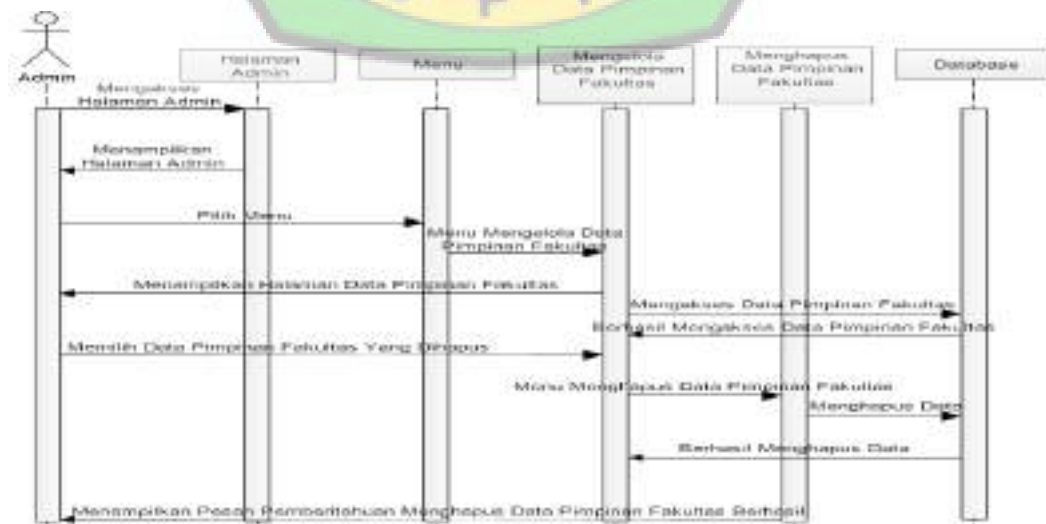 Admin
Halaman
Admin
Menu
Mengelola
Data Pimpinan
Fakultas
Menghapus
Data Pimpinan
Fakultas
Database
Mengakses
Halaman Admin
Menampilkan
Halaman Admin
Pilih Menu
Menu Mengelola Data
Pimpinan Fakultas
Menampilkan Halaman Data Pimpinan Fakultas
Mengakses Data Pimpinan Fakultas
Berhasil Mengakses Data Pimpinan Fakultas
Memilih Data Pimpinan Fakultas Yang Dihapus
Menu Menghapus Data Pimpinan Fakultas
Menghapus Data
Berhasil Menghapus Data
Menampilkan Pesan Pemberitahuan Menghapus Data Pimpinan Fakultas Berhasil